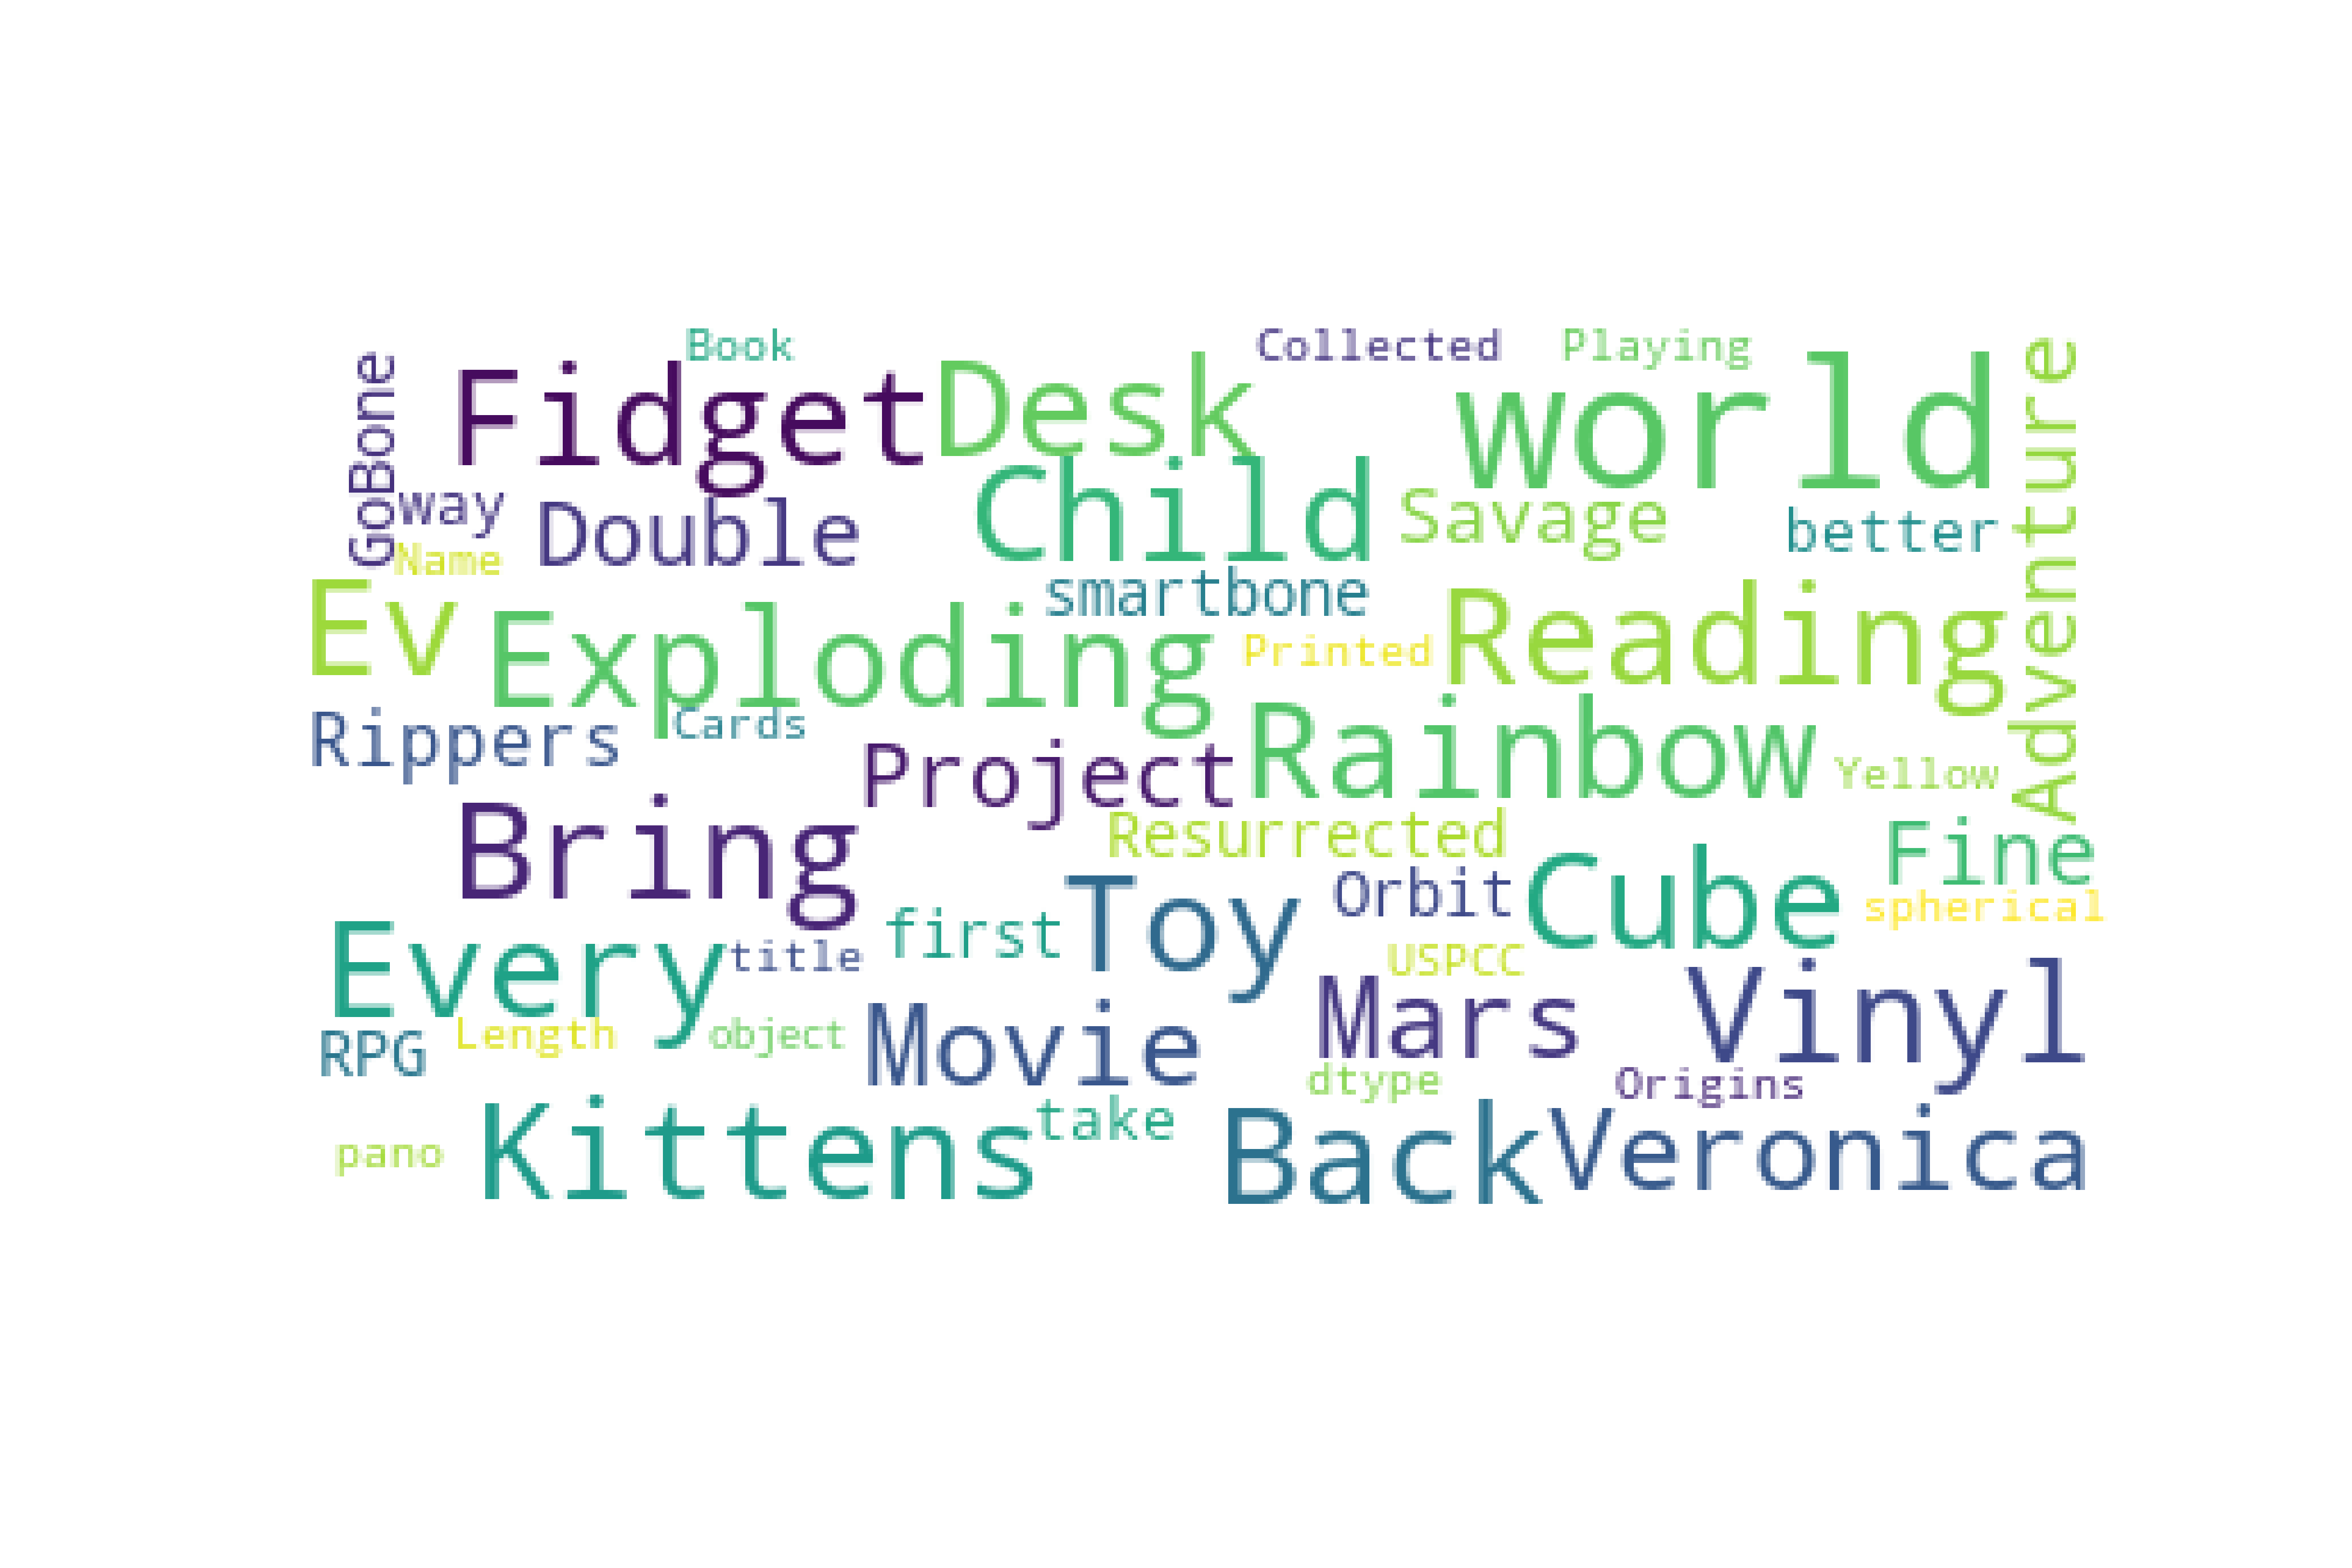 Book
Collected
Playing
GoBone
Fidget
Desk
world
Adventure
way
Double
Child
Savage
better
Name
smartbone
Ev
Exploding
Printed
Reading
Rippers
Cards
Project
Rainbow
Yellow
Bring
Resurrected
Fine
Orbit
Cube
spherical
Every
title
first
Toy
USPCC
Mars
Vinyl
RPG
Length
object
Movie
dtype
Origins
pano
Kittens
take
Back
Veronica